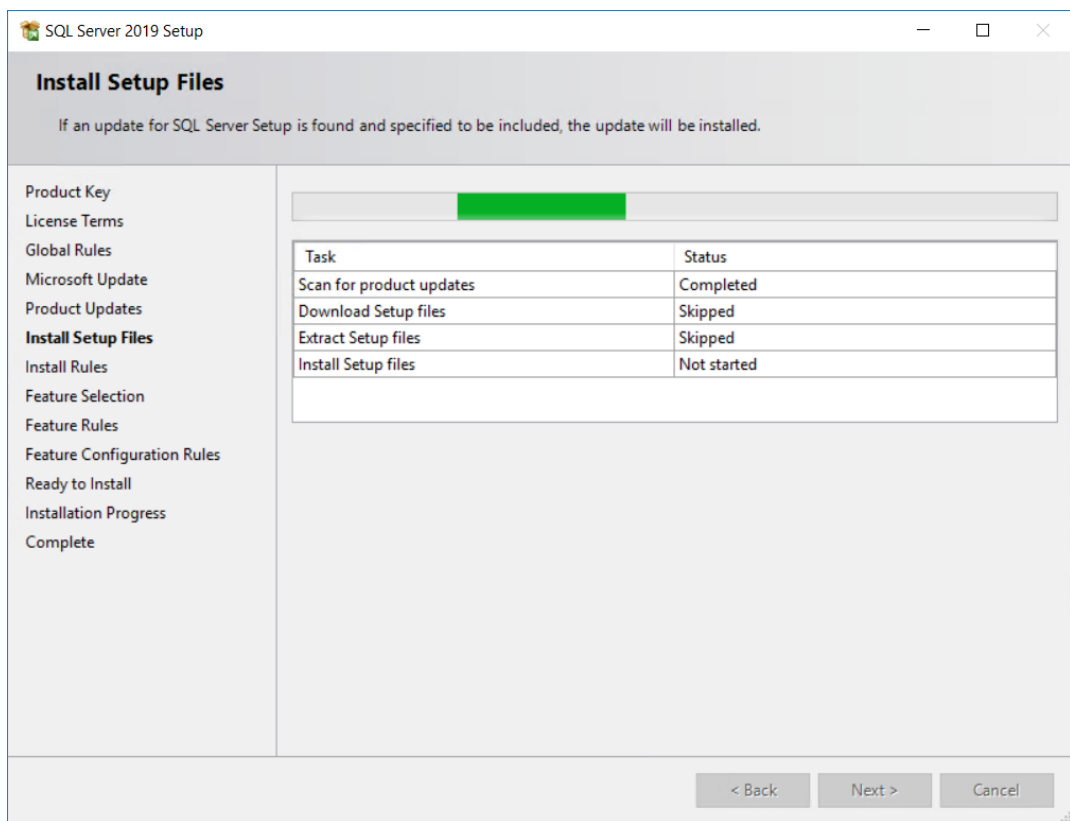 SQL Server 2019 Setup
Install Setup Files
If an update for SQL Server Setup is found and specified to be included, the update will be installed.
Product Key
License Terms
Global Rules
Microsoft Update
Product Updates
Install Setup Files
Install Rules
Feature Selection
Feature Rules
Feature Configuration Rules
Ready to Install
Installation Progress
Complete
Task Status
Scan for product updates Completed
Download Setup files Skipped
Extract Setup files Skipped
Install Setup files Not started
< Back Next > Cancel